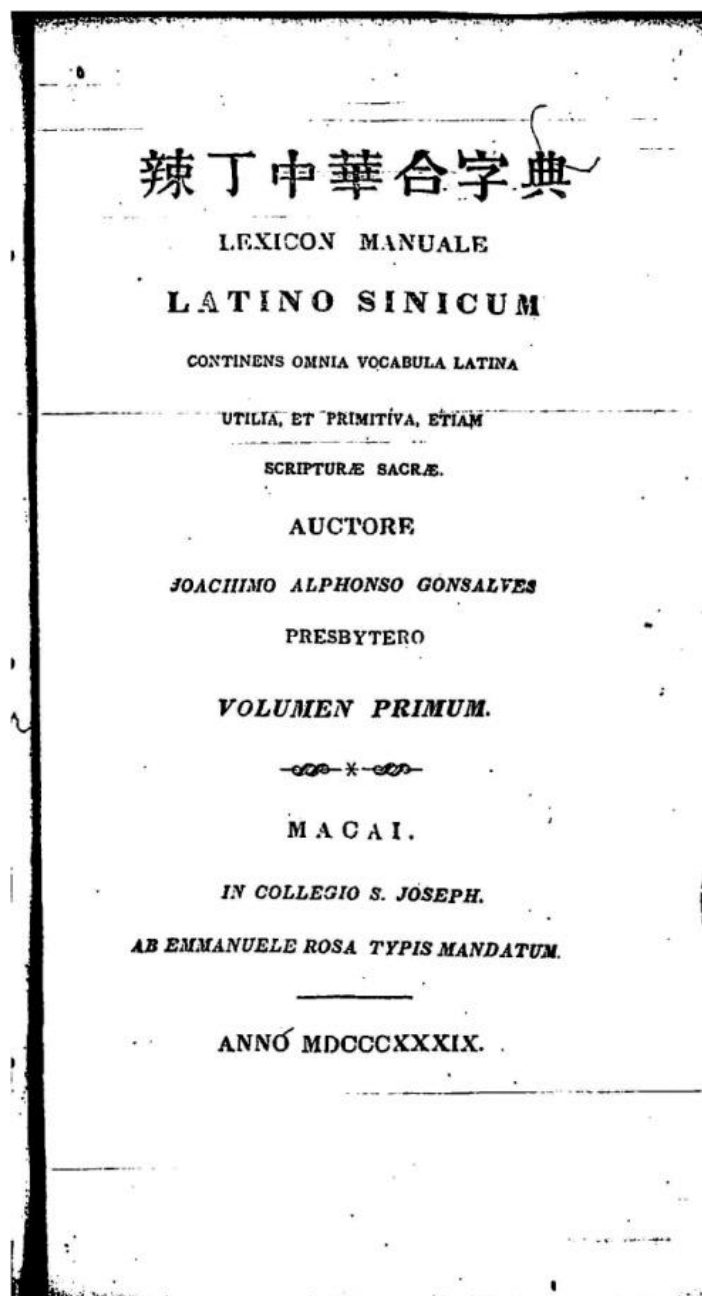 辣丁中華合字典
LEXICON MANUALE
LATINO SINICUM
CONTINENS OMNIA VOCABULA LATINA
UTILIA, ET PRIMITIVA, ETIAM
SCRIPTURÆ SACRÆ.
AUCTORE
JOACHIMO ALPHONSO GONSALVES
PRESBYTERO
VOLUMEN PRIMUM.
MACAI.
IN COLLEGIO S. JOSEPH.
AB EMMANUELE ROSA TYPIS MANDATUM.
ANNO MDCCCXXXIX.